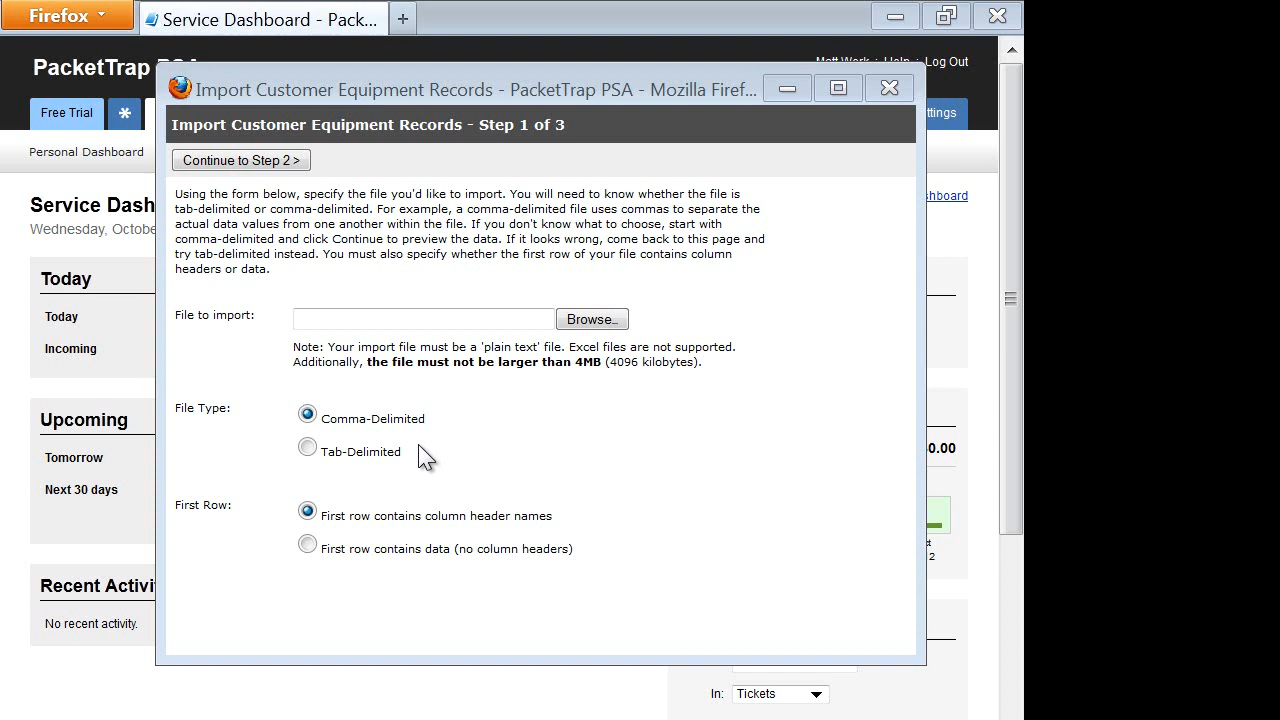 Firefox
Service Dashboard - Pack...
PacketTrap PSA
Log Out
Free Trial
*
ettings
Personal Dashboard
Service Dash
shboard
Wednesday, Octobe
Today
Today
Incoming
Upcoming
Tomorrow
Next 30 days
0.00
2
Recent Activi
No recent activity.
In:
Tickets
Import Customer Equipment Records - PacketTrap PSA - Mozilla Firef...
Import Customer Equipment Records - Step 1 of 3
Continue to Step 2 >
Using the form below, specify the file you'd like to import. You will need to know whether the file is
tab-delimited or comma-delimited. For example, a comma-delimited file uses commas to separate the
actual data values from one another within the file. If you don't know what to choose, start with
comma-delimited and click Continue to preview the data. If it looks wrong, come back to this page and
try tab-delimited instead. You must also specify whether the first row of your file contains column
headers or data.
File to import:
Browse...
Note: Your import file must be a 'plain text' file. Excel files are not supported.
Additionally, the file must not be larger than 4MB (4096 kilobytes).
File Type:
Comma-Delimited
Tab-Delimited
First Row:
First row contains column header names
First row contains data (no column headers)